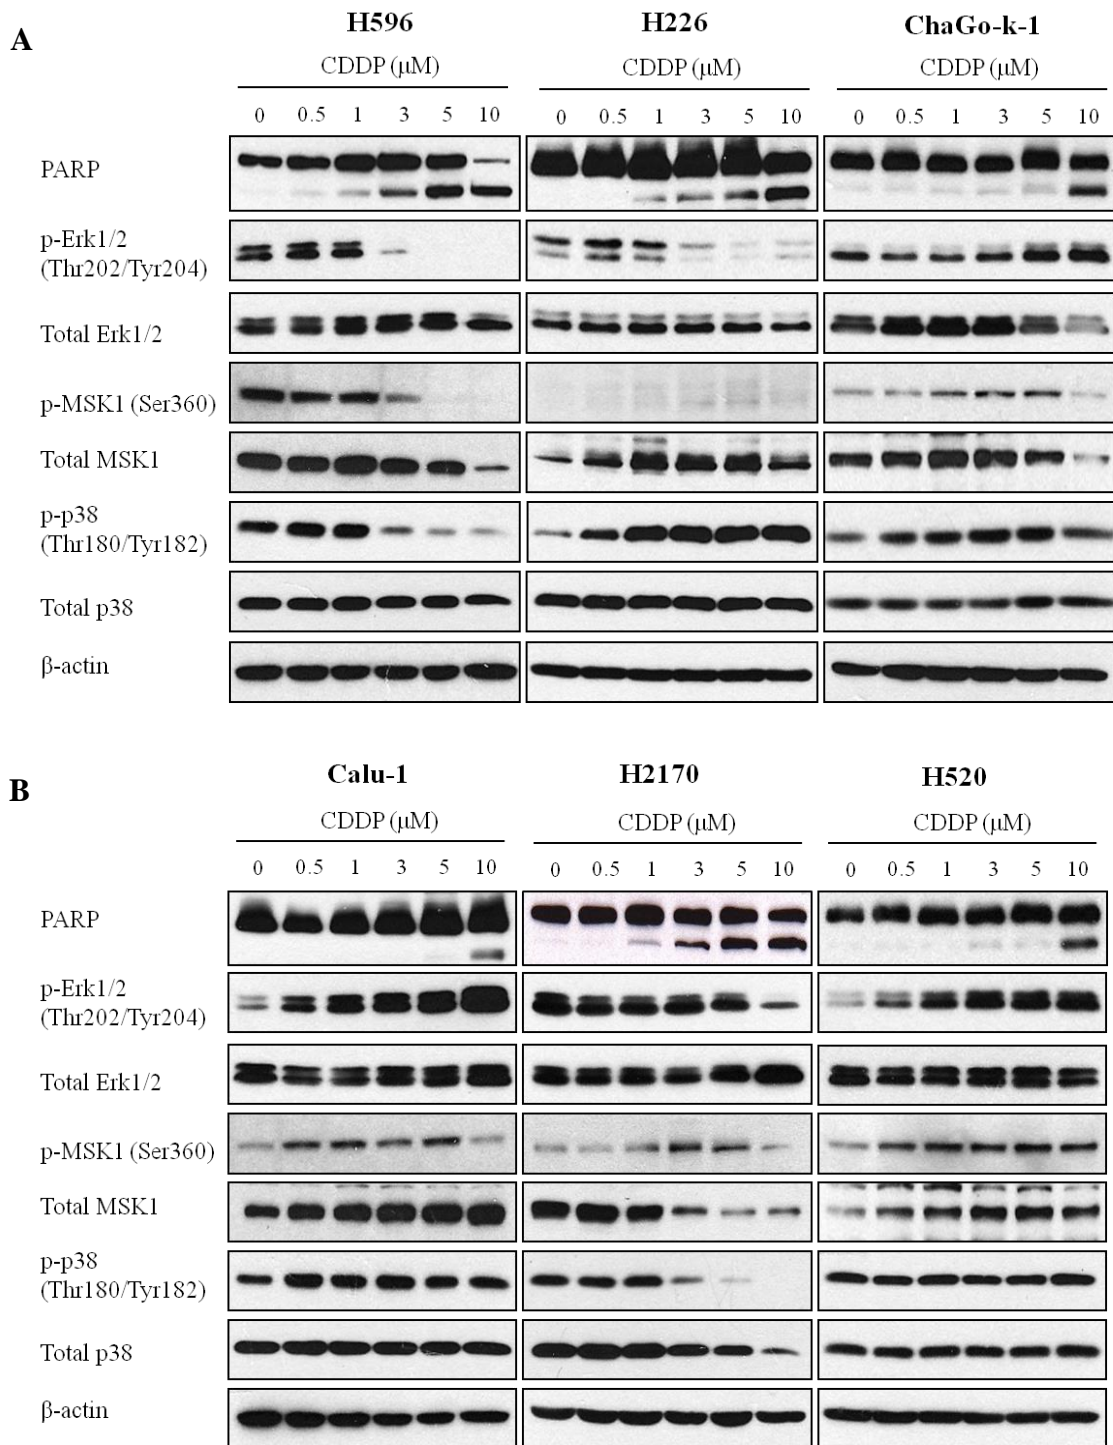 A
H596 H226 ChaGo-k-1
CDDP (μM) CDDP (μM) CDDP (μM)
0 0.5 1 3 5 10 0 0.5 1 3 5 10 0 0.5 1 3 5 10
PARP
p-Erk1/2
(Thr202/Tyr204)
Total Erk1/2
p-MSK1 (Ser360)
Total MSK1
p-p38
(Thr180/Tyr182)
Total p38
β-actin
B
Calu-1 H2170 H520
CDDP (μM) CDDP (μM) CDDP (μM)
0 0.5 1 3 5 10 0 0.5 1 3 5 10 0 0.5 1 3 5 10
PARP
p-Erk1/2
(Thr202/Tyr204)
Total Erk1/2
p-MSK1 (Ser360)
Total MSK1
p-p38
(Thr180/Tyr182)
Total p38
β-actin